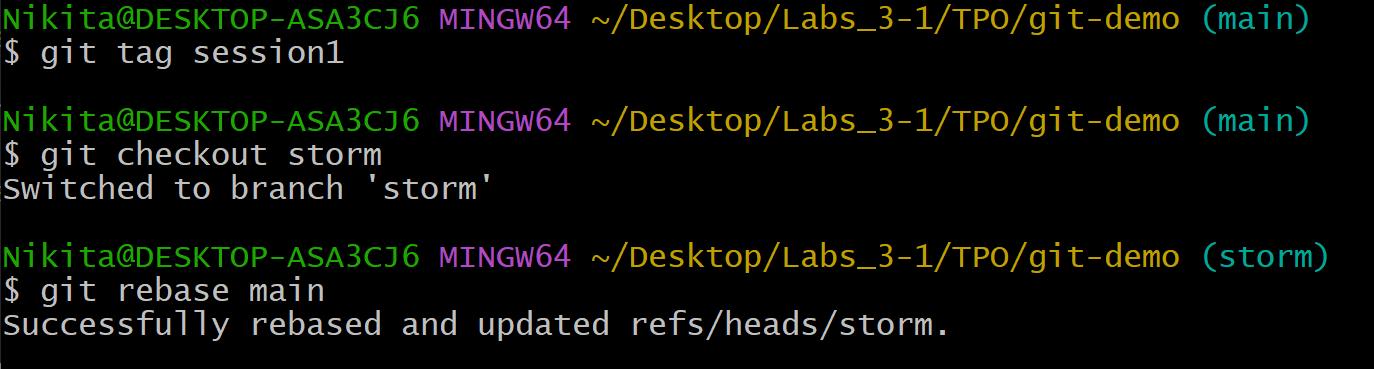 Nikita@DESKTOP-ASA3CJ6 MINGW64 ~/Desktop/Labs_3-1/TPO/git-demo (main)
$ git tag session1
Nikita@DESKTOP-ASA3CJ6 MINGW64 ~/Desktop/Labs_3-1/TPO/git-demo (main)
$ git checkout storm
Switched to branch 'storm'
Nikita@DESKTOP-ASA3CJ6 MINGW64 ~/Desktop/Labs_3-1/TPO/git-demo (storm)
$ git rebase main
Successfully rebased and updated refs/heads/storm.